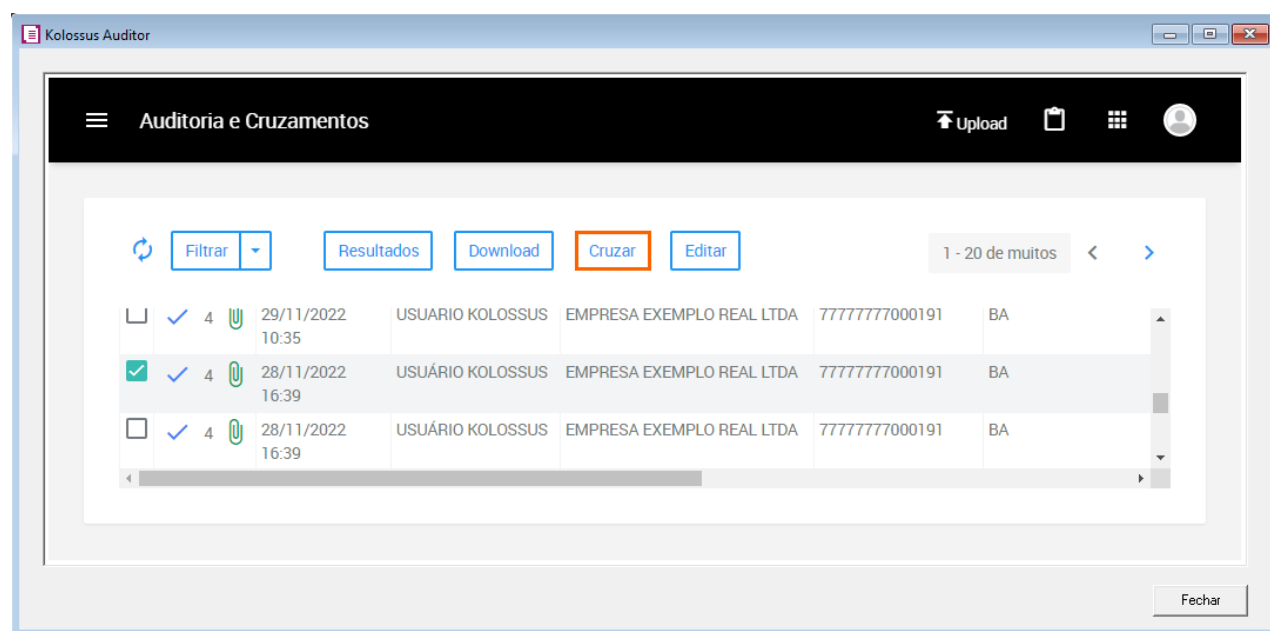 Kolossus Auditor
Auditoria e Cruzamentos
Upload
Filtrar
Resultados
Download
Cruzar
Editar
1 - 20 de muitos
4 29/11/2022 USUARIO KOLOSSUS EMPRESA EXEMPLO REAL LTDA 77777777000191 BA
10:35
4 28/11/2022 USUÁRIO KOLOSSUS EMPRESA EXEMPLO REAL LTDA 77777777000191 BA
16:39
4 28/11/2022 USUÁRIO KOLOSSUS EMPRESA EXEMPLO REAL LTDA 77777777000191 BA
16:39
Fechar